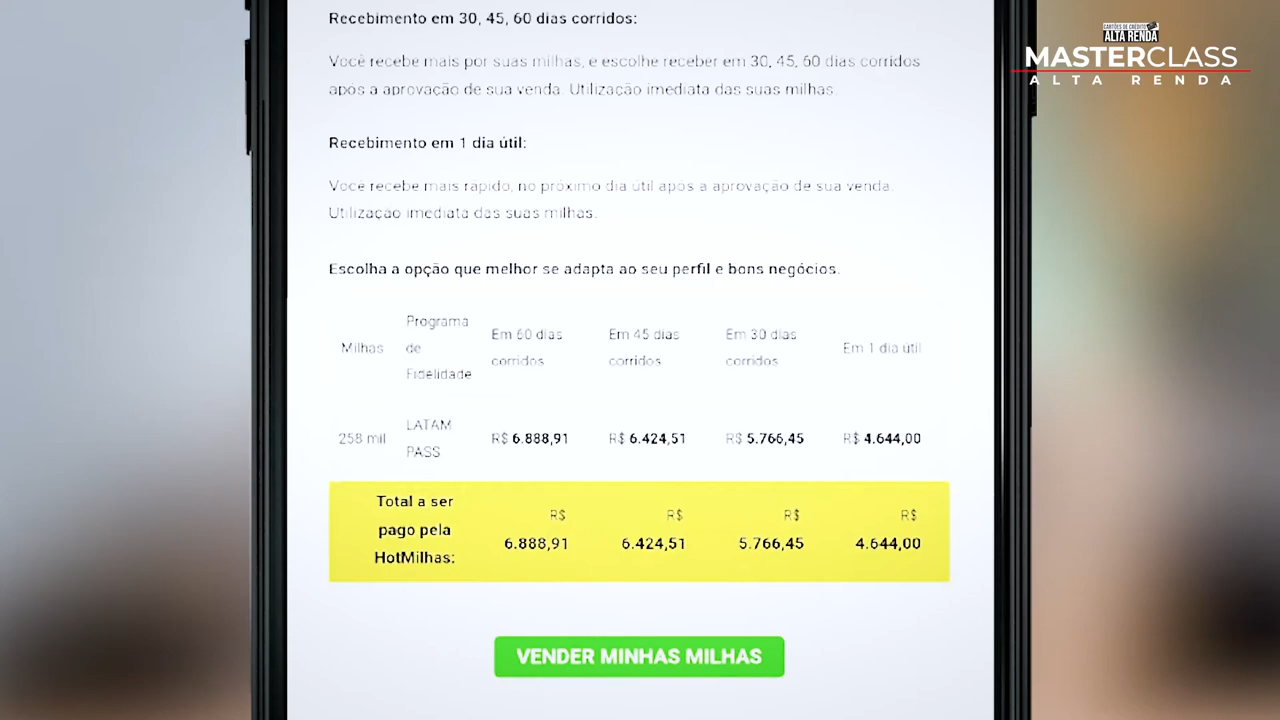 Recebimento em 30, 45, 60 dias corridos:
Você recebe mais por suas milhas, e escolhe receber em 30, 45, 60 dias corridos
após a aprovação de sua venda. Utilização imediata das suas milhas.
Recebimento em 1 dia útil:
Você recebe mais rápido, no próximo dia útil após a aprovação de sua venda.
Utilização imediata das suas milhas.
Escolha a opção que melhor se adapta ao seu perfil e bons negócios.
Milhas
Programa
de
Fidelidade
Em 60 dias
corridos
Em 45 dias
corridos
Em 30 dias
corridos
Em 1 dia útil
258 mil
LATAM
PASS
R$ 6.888,91
R$ 6.424,51
R$ 5.766,45
R$ 4.644,00
Total a ser
pago pela
HotMilhas:
R$
6.888,91
R$
6.424,51
R$
5.766,45
R$
4.644,00
VENDER MINHAS MILHAS
CARTÕES DE CRÉDITO
ALTA RENDA
MASTERCLASS
ALTA RENDA